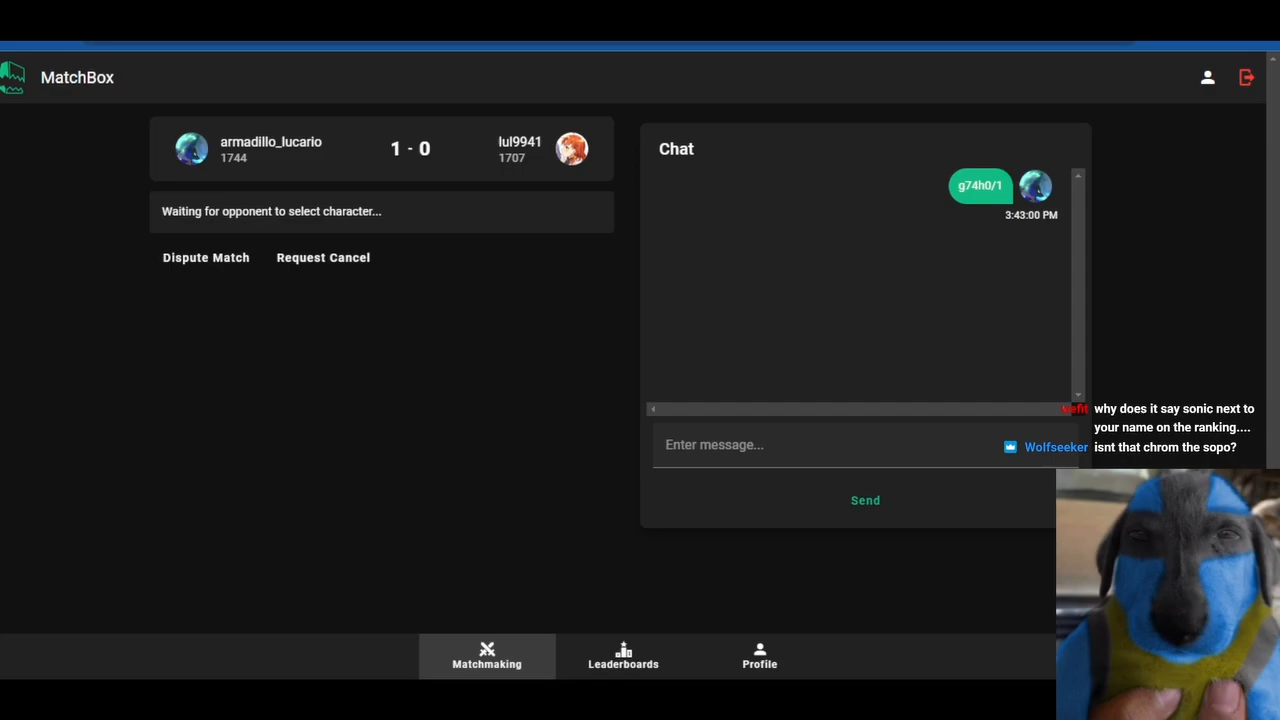 MatchBox
armadillo_lucario
1744
1 - 0
lul9941
1707
Waiting for opponent to select character...
Dispute Match
Request Cancel
Chat
g74h0/1
3:43:00 PM
why does it say sonic next to
your name on the ranking....
Wolfseeker isnt that chrom the sopo?
Enter message...
Send
Matchmaking
Leaderboards
Profile